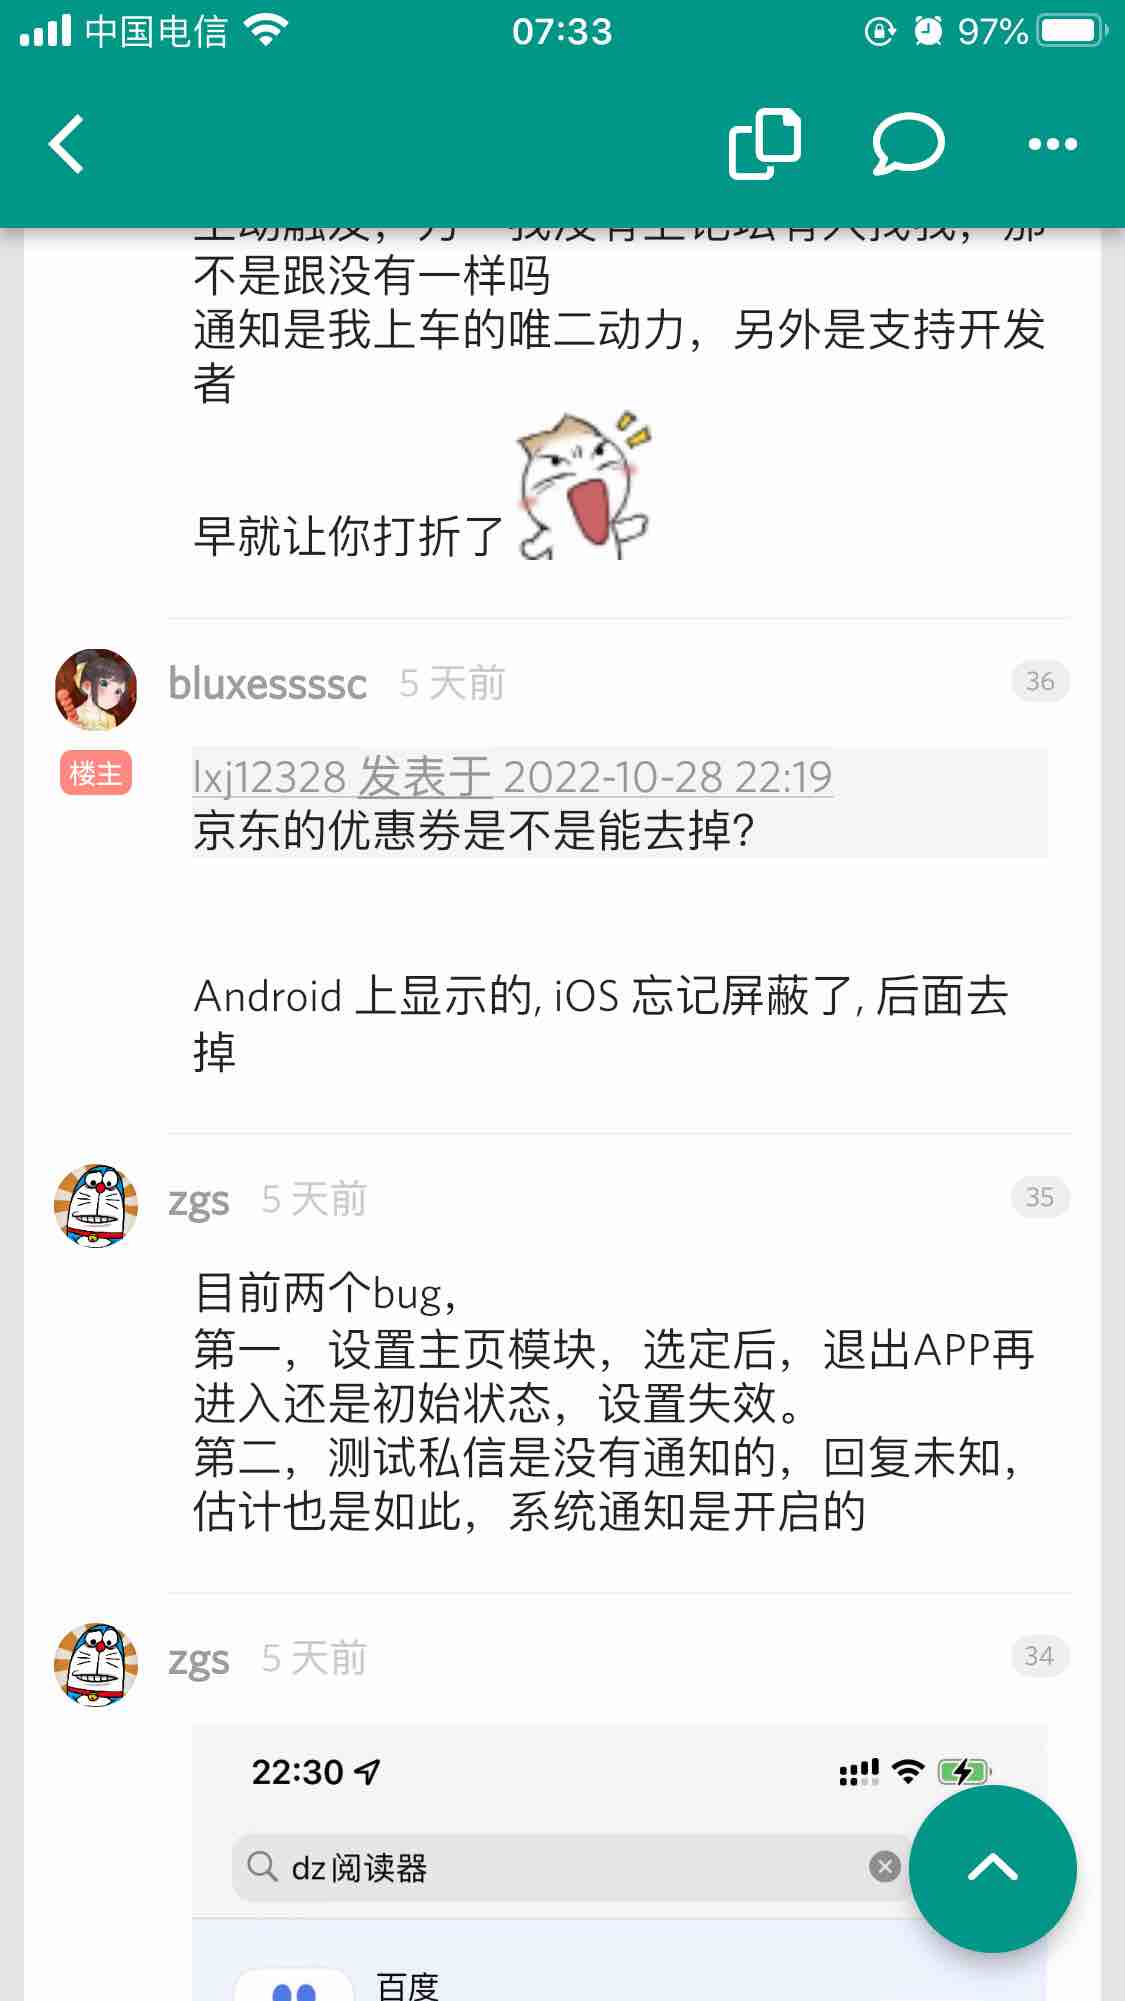 中国电信
07:33
97%
不是跟没有一样吗
通知是我上车的唯二动力，另外是支持开发
者
早就让你打折了
bluxessssc 5 天前
36
楼主
lxj12328 发表于 2022-10-28 22:19
京东的优惠券是不是能去掉?
Android 上显示的, iOS 忘记屏蔽了, 后面去
掉
zgs 5 天前
35
目前两个bug，
第一，设置主页模块，选定后，退出APP再
进入还是初始状态，设置失效。
第二，测试私信是没有通知的，回复未知，
估计也是如此，系统通知是开启的
zgs 5 天前
34
22:30
dz阅读器
百度